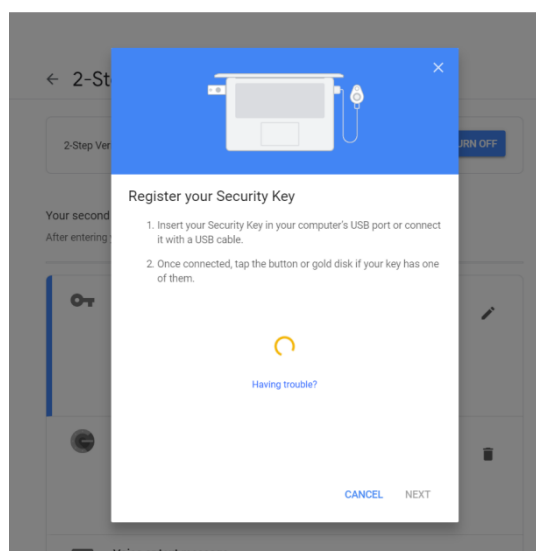 2-St
2-Step Ver
URN OFF
Your second
After entering
Register your Security Key
1. Insert your Security Key in your computer's USB port or connect
it with a USB cable.
2. Once connected, tap the button or gold disk if your key has one
of them.
Having trouble?
CANCEL NEXT